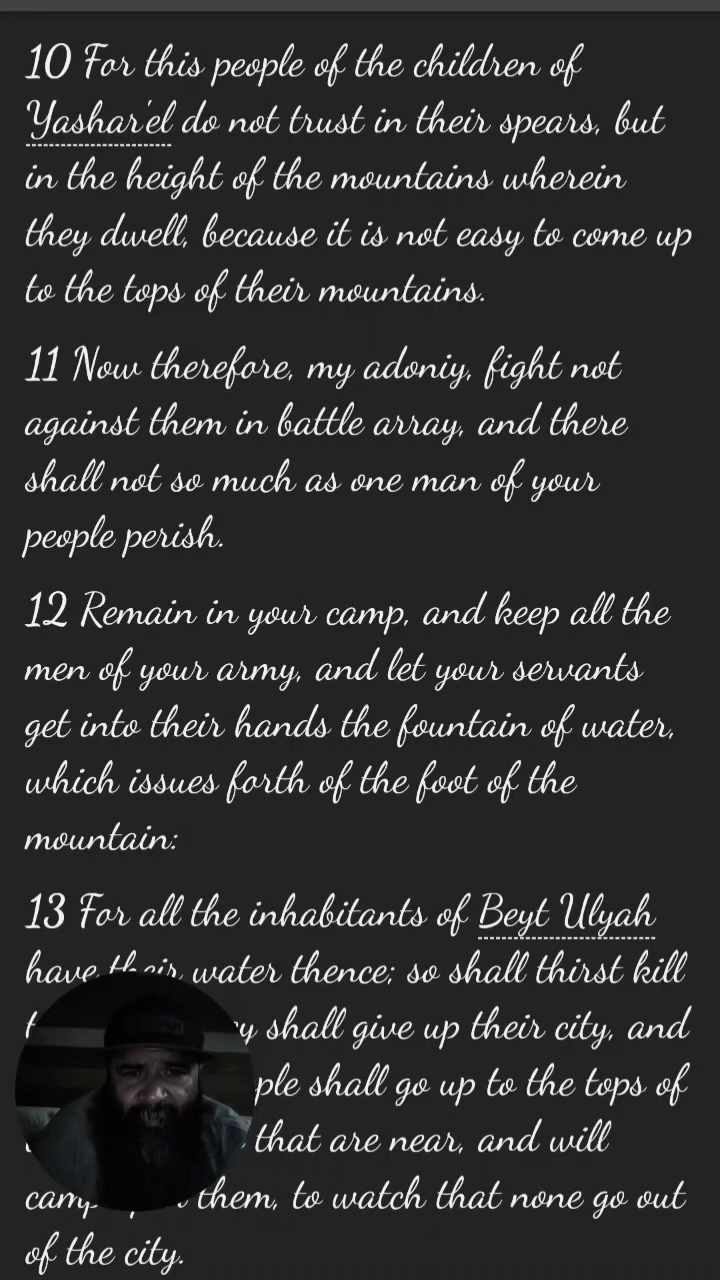 10 For this people of the children of
Yashar'el do not trust in their spears, but
in the height of the mountains wherein
they dwell, because it is not easy to come up
to the tops of their mountains.
11 Now therefore, my adoniy, fight not
against them in battle array, and there
shall not so much as one man of your
people perish.
12 Remain in your camp, and keep all the
men of your army, and let your servants
get into their hands the fountain of water,
which issues forth of the foot of the
mountain:
13 For all the inhabitants of Beyt Ulyah
have their water thence; so shall thirst kill
shall give up their city, and
shall go up to the tops of
that are near, and will
camp them, to watch that none go out
of the city.